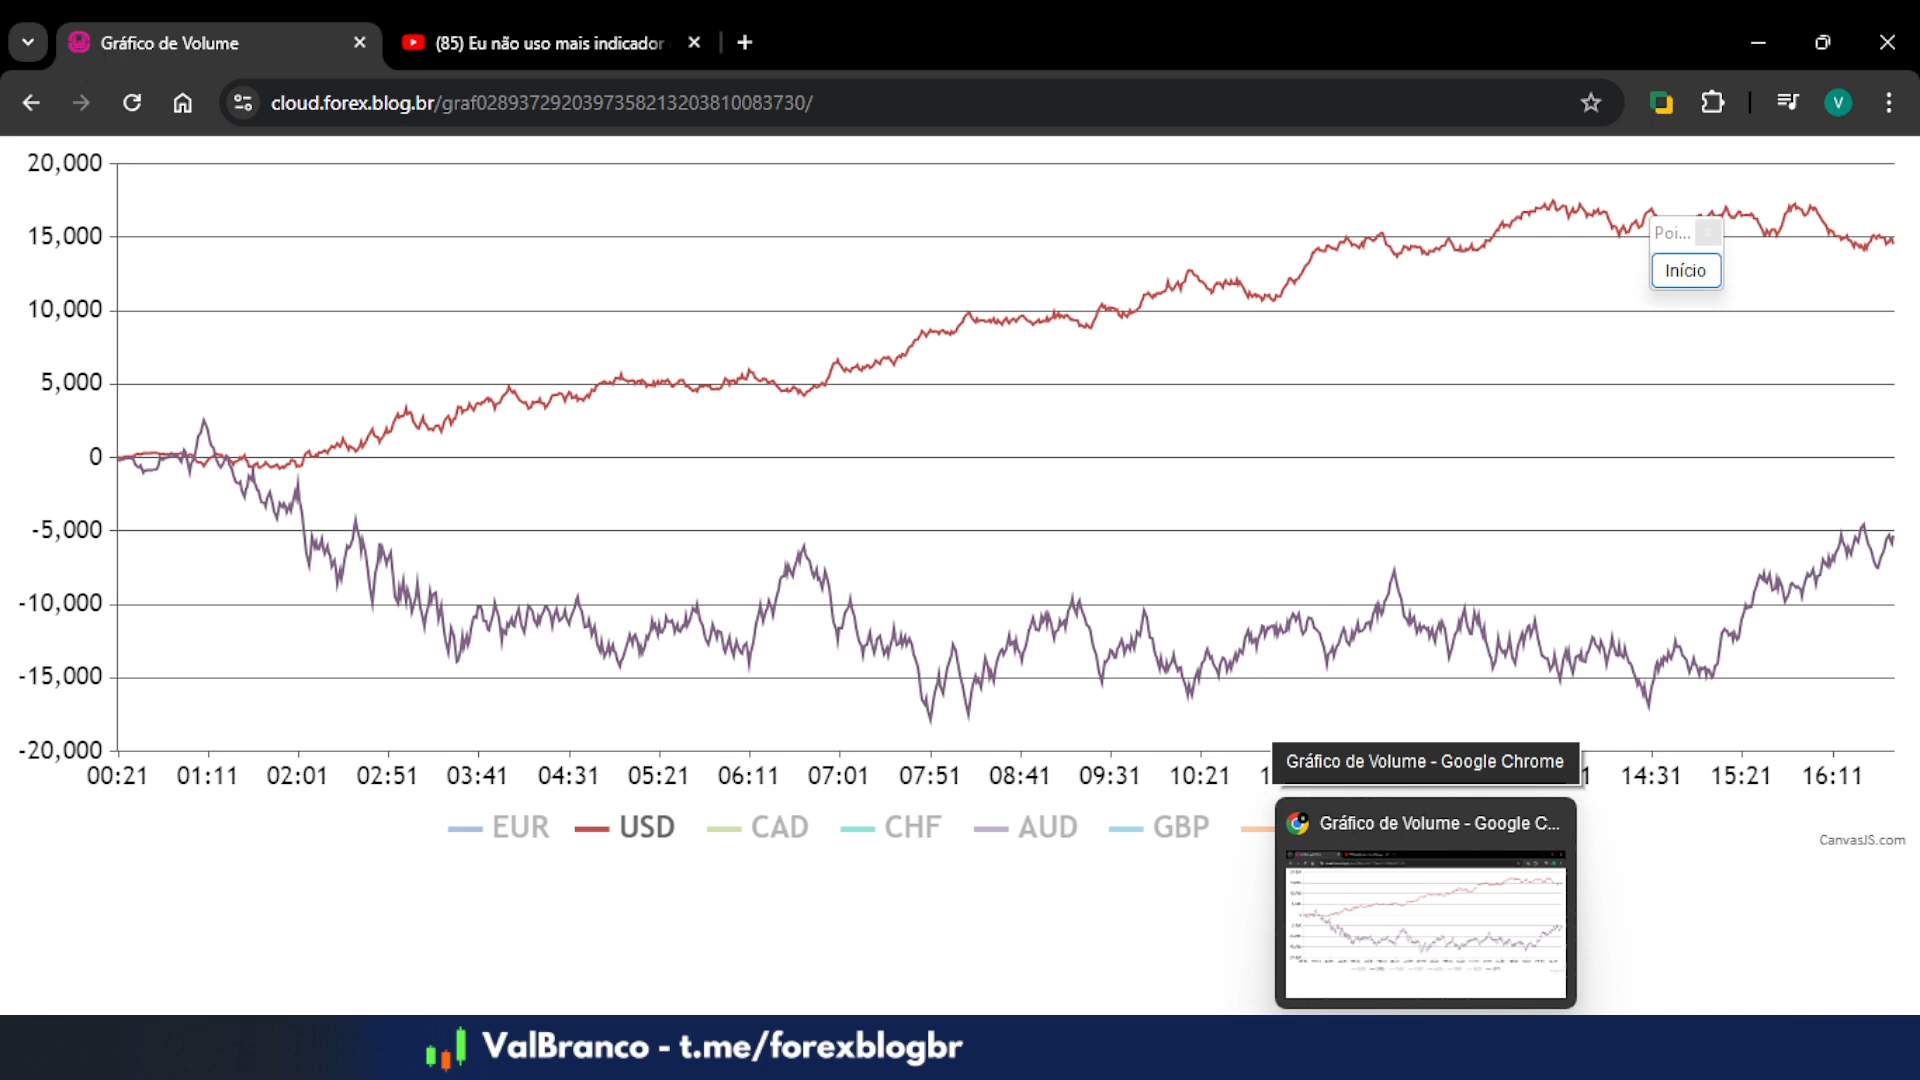 Gráfico de Volume
(85) Eu não uso mais indicador
cloud.forex.blog.br/graf0289372920397358213203810083730/
V
20,000
15,000
10,000
5,000
0
-5,000
-10,000
-15,000
-20,000
Poi...
Início
00:21 01:11 02:01 02:51 03:41 04:31 05:21 06:11 07:01 07:51 08:41 09:31 10:21 14:31 15:21 16:11
Gráfico de Volume - Google Chrome
EUR USD CAD CHF AUD GBP
Gráfico de Volume - Google C...
CanvasJS.com
ValBranco - t.me/forexblogbr